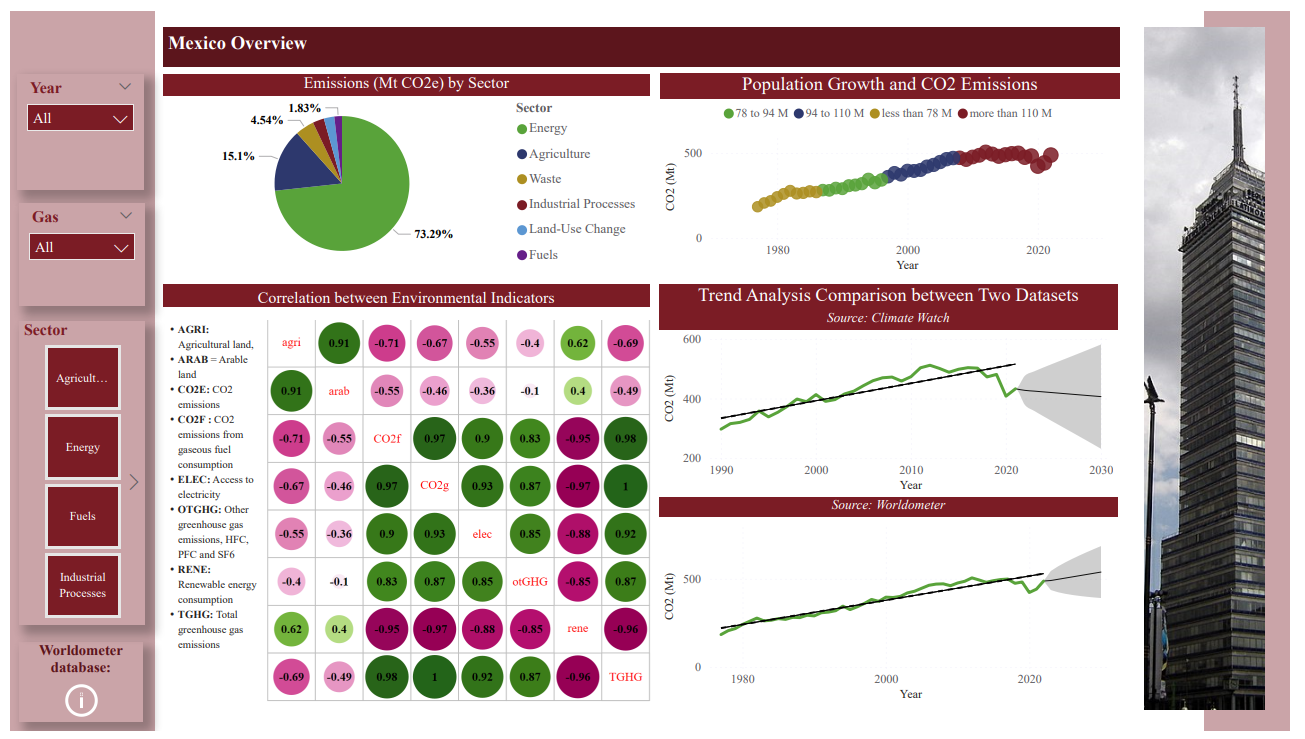 Mexico Overview
Year
All
Gas
All
Sector
Agricult…
Energy
Fuels
Industrial
Processes
Worldometer
database:
i
Emissions (Mt CO2e) by Sector
1.83%
4.54%
15.1%
73.29%
Sector
Energy
Agriculture
Waste
Industrial Processes
Land-Use Change
Fuels
Population Growth and CO2 Emissions
78 to 94 M 94 to 110 M less than 78 M more than 110 M
CO2 (Mt)
500
0
1980 2000 2020
Year
Correlation between Environmental Indicators
• AGRI:
Agricultural land,
• ARAB = Arable
land
• CO2E: CO2
emissions
• CO2F : CO2
emissions from
gaseous fuel
consumption
• ELEC: Access to
electricity
• OTGHG: Other
greenhouse gas
emissions, HFC,
PFC and SF6
• RENE:
Renewable energy
consumption
• TGHG: Total
greenhouse gas
emissions
agri 0.91 -0.71 -0.67 -0.55 -0.4 0.62 -0.69
0.91 arab -0.55 -0.46 -0.36 -0.1 0.4 -0.49
-0.71 -0.55 CO2f 0.97 0.9 0.83 -0.95 0.98
-0.67 -0.46 0.97 CO2g 0.93 0.87 -0.97 1
-0.55 -0.36 0.9 0.93 elec 0.85 -0.88 0.92
-0.4 -0.1 0.83 0.87 0.85 otGHG -0.85 0.87
0.62 0.4 -0.95 -0.97 -0.88 -0.85 rene -0.96
-0.69 -0.49 0.98 1 0.92 0.87 -0.96 TGHG
Trend Analysis Comparison between Two Datasets
Source: Climate Watch
CO2 (Mt)
600
400
200
1990 2000 2010 2020 2030
Year
Source: Worldometer
CO2 (Mt)
500
0
1980 2000 2020
Year